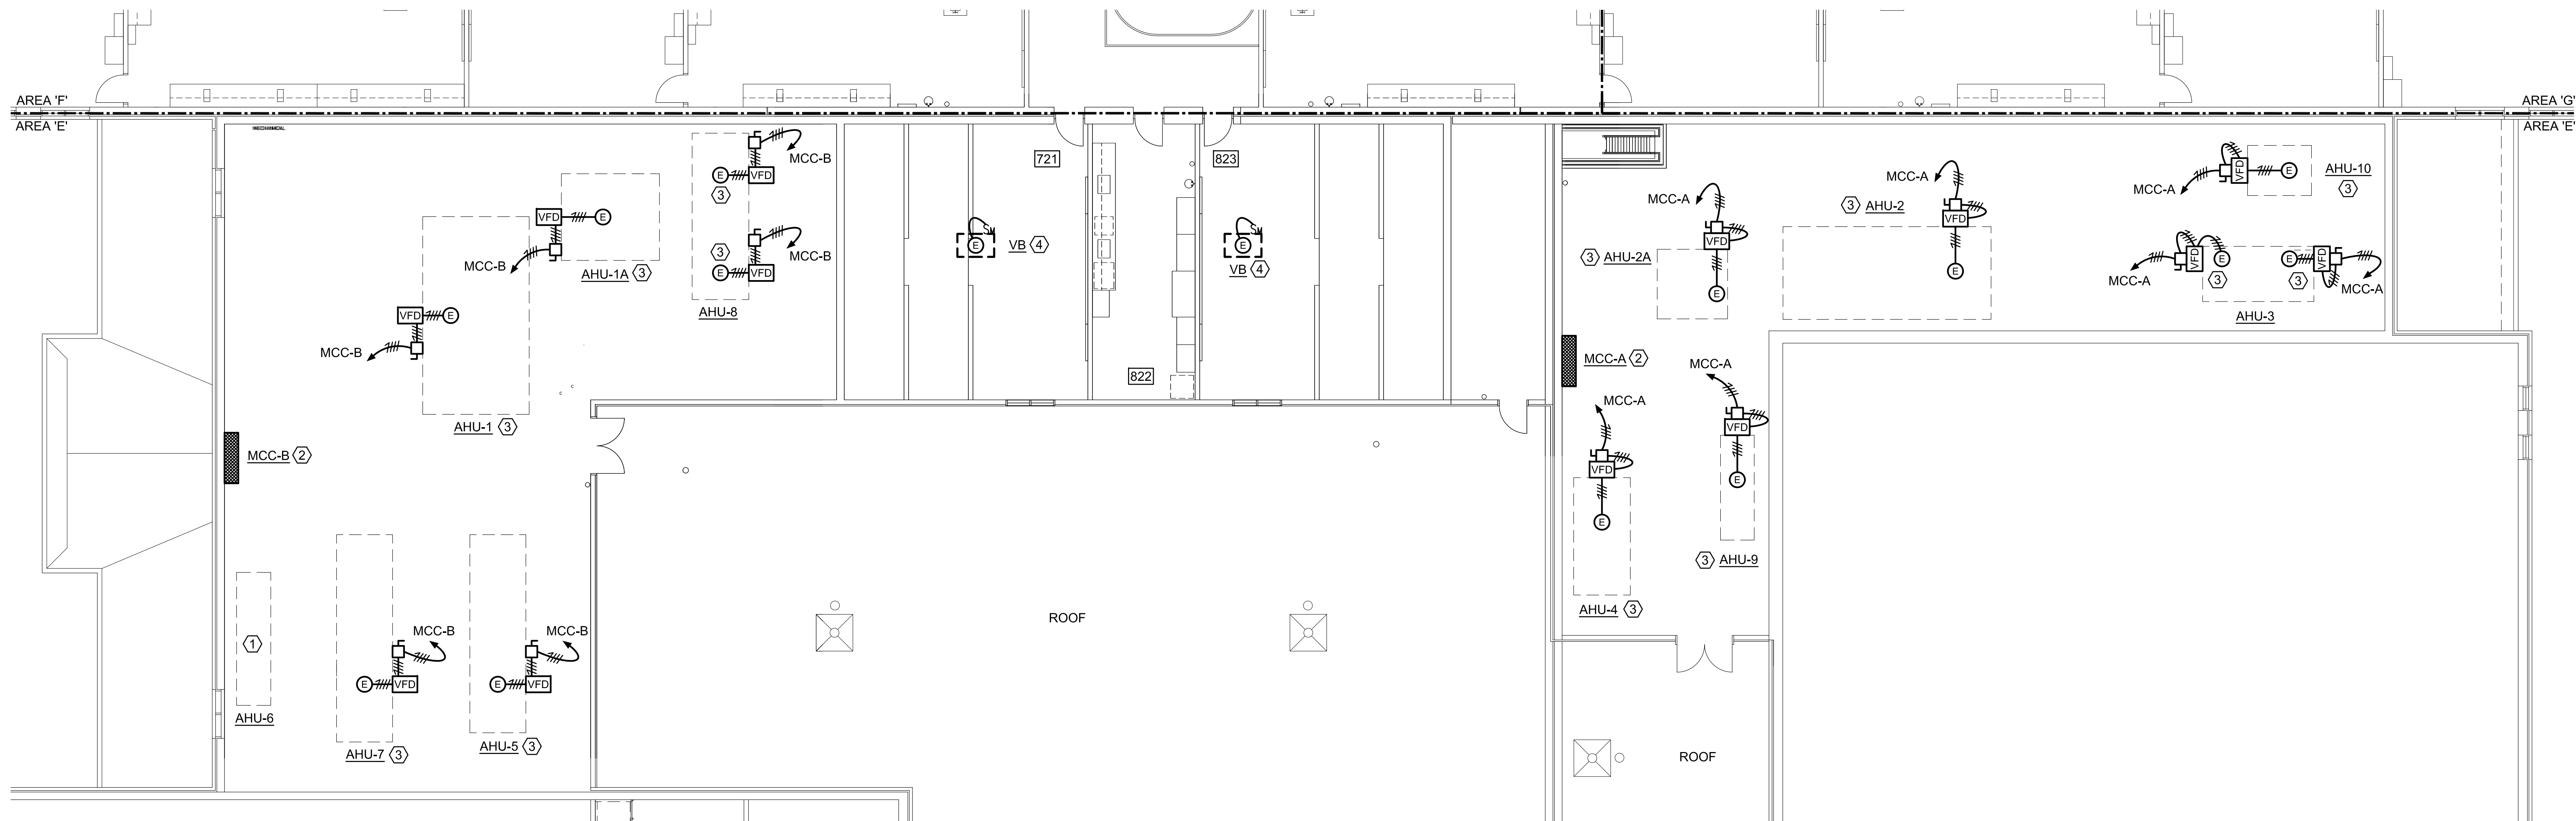 AREA 'F'
AREA 'E'
AREA 'G'
AREA 'E'
MCC-B
E
VFD
3
3
MCC-B
E
VFD
AHU-8
VFD
E
MCC-B
AHU-1A 3
VFD
E
MCC-B
AHU-1 3
MCC-B 2
1
AHU-6
MCC-B
E
VFD
AHU-7 3
MCC-B
E
VFD
AHU-5 3
721
E
VB 4
823
E
VB 4
822
ROOF
MCC-A
VFD
3 AHU-2A
E
MCC-A
3 AHU-2
VFD
E
VFD
E
AHU-10
3
MCC-A
VFD
E
MCC-A
3
E
VFD
3
MCC-A
AHU-3
MCC-A 2
MCC-A
VFD
E
AHU-4 3
MCC-A
VFD
E
3 AHU-9
ROOF